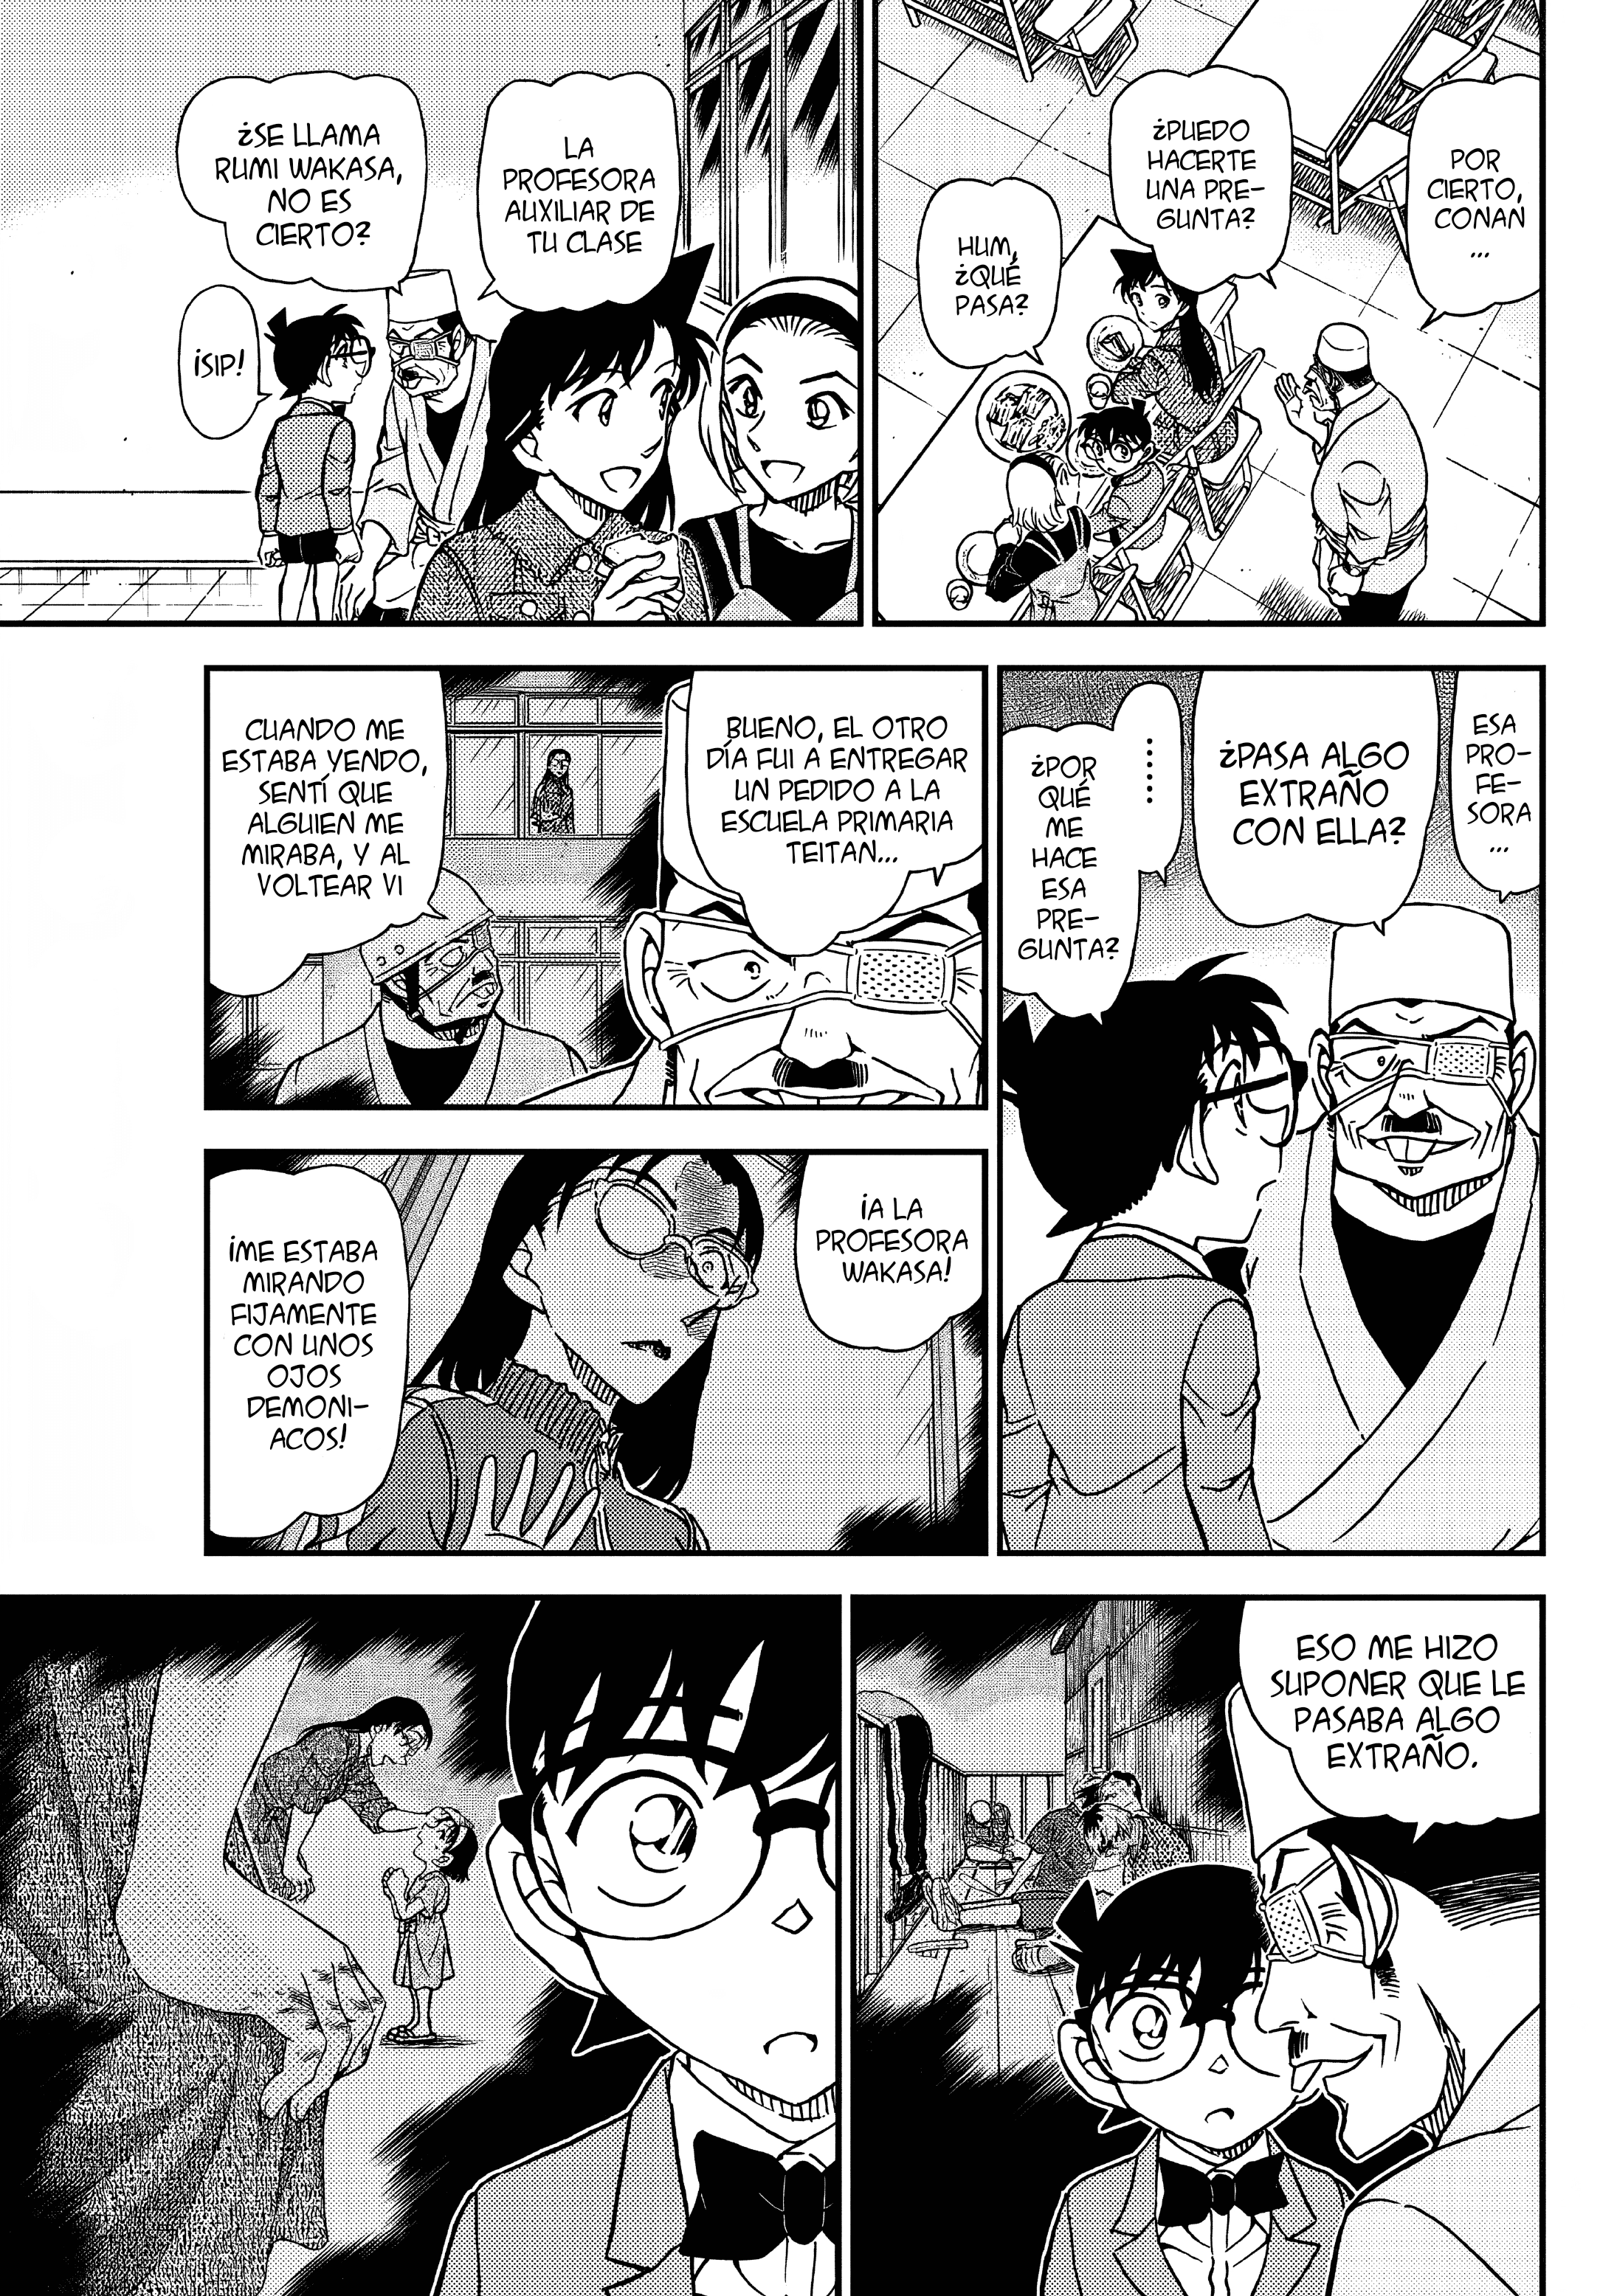 POR
CIERTO,
CONAN
...
¿PUEDO
HACERTE
UNA PRE-
GUNTA?
HUM,
¿QUÉ
PASA?
LA
PROFESORA
AUXILIAR DE
TU CLASE
¿SE LLAMA
RUMI WAKASA,
NO ES
CIERTO?
¡SIP!
ESA
PRO-
FE-
SORA
...
¿PASA ALGO
EXTRAÑO
CON ELLA?
.....
¿POR
QUÉ
ME
HACE
ESA
PRE-
GUNTA?
BUENO, EL OTRO
DÍA FUI A ENTREGAR
UN PEDIDO A LA
ESCUELA PRIMARIA
TEITAN...
CUANDO ME
ESTABA YENDO,
SENTÍ QUE
ALGUIEN ME
MIRABA, Y AL
VOLTEAR VI
¡A LA
PROFESORA
WAKASA!
¡ME ESTABA
MIRANDO
FIJAMENTE
CON UNOS
OJOS
DEMONI-
ACOS!
ESO ME HIZO
SUPONER QUE LE
PASABA ALGO
EXTRAÑO.